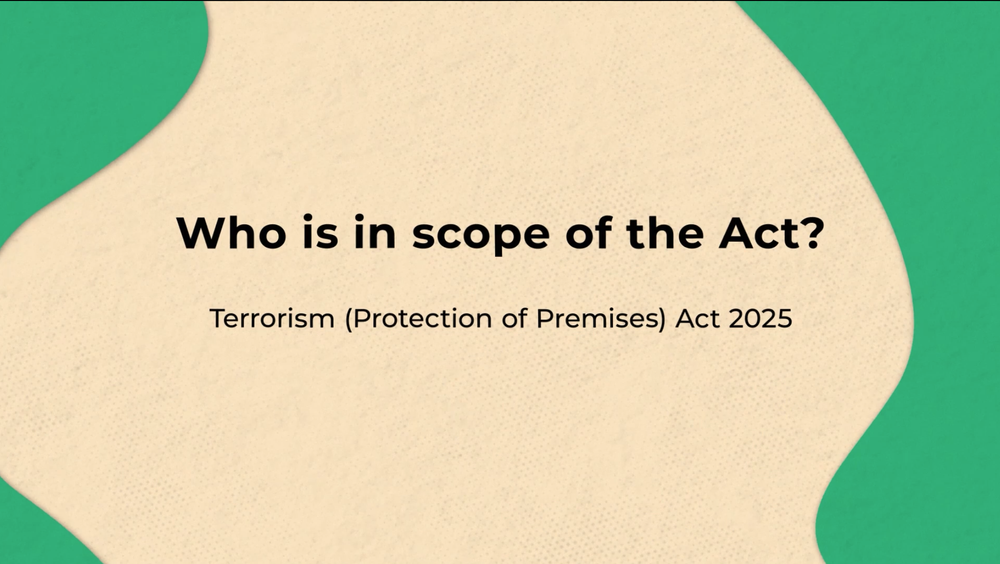 Who is in scope of the Act?
Terrorism (Protection of Premises) Act 2025